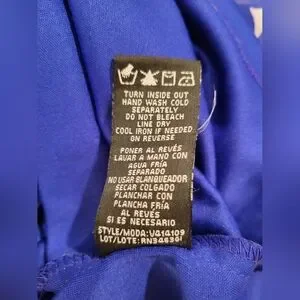 TURN INSIDE OUT
HAND WASH COLD
SEPARATELY
DO NOT BLEACH
LINE DRY
COOL IRON IF NEEDED
ON REVERSE
PONER AL REVÉS
LAVAR A MANO CON
AGUA FRÍA
SEPARADO
NO USAR BLANQUEADOR
SECAR COLGADO
PLANCHAR CON
PLANCHA FRÍA
AL REVÉS
SI ES NECESARIO
STYLE/MODA:
LOT/LOTE: